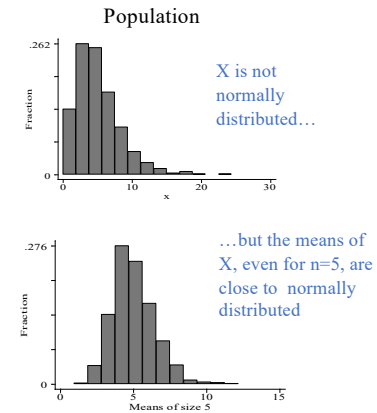 Population
.262
X is not
normally
distributed…
Fraction
0
0 10 20 30
x
…but the means of
X, even for n=5, are
close to normally
distributed
.276
Fraction
0
0 5 10 15
Means of size 5